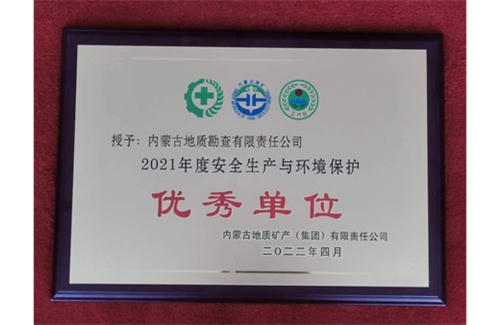 授予：内蒙古地质勘查有限责任公司
2021年度安全生产与环境保护
优秀单位
内蒙古地质矿产（集团）有限责任公司
二〇二二年四月